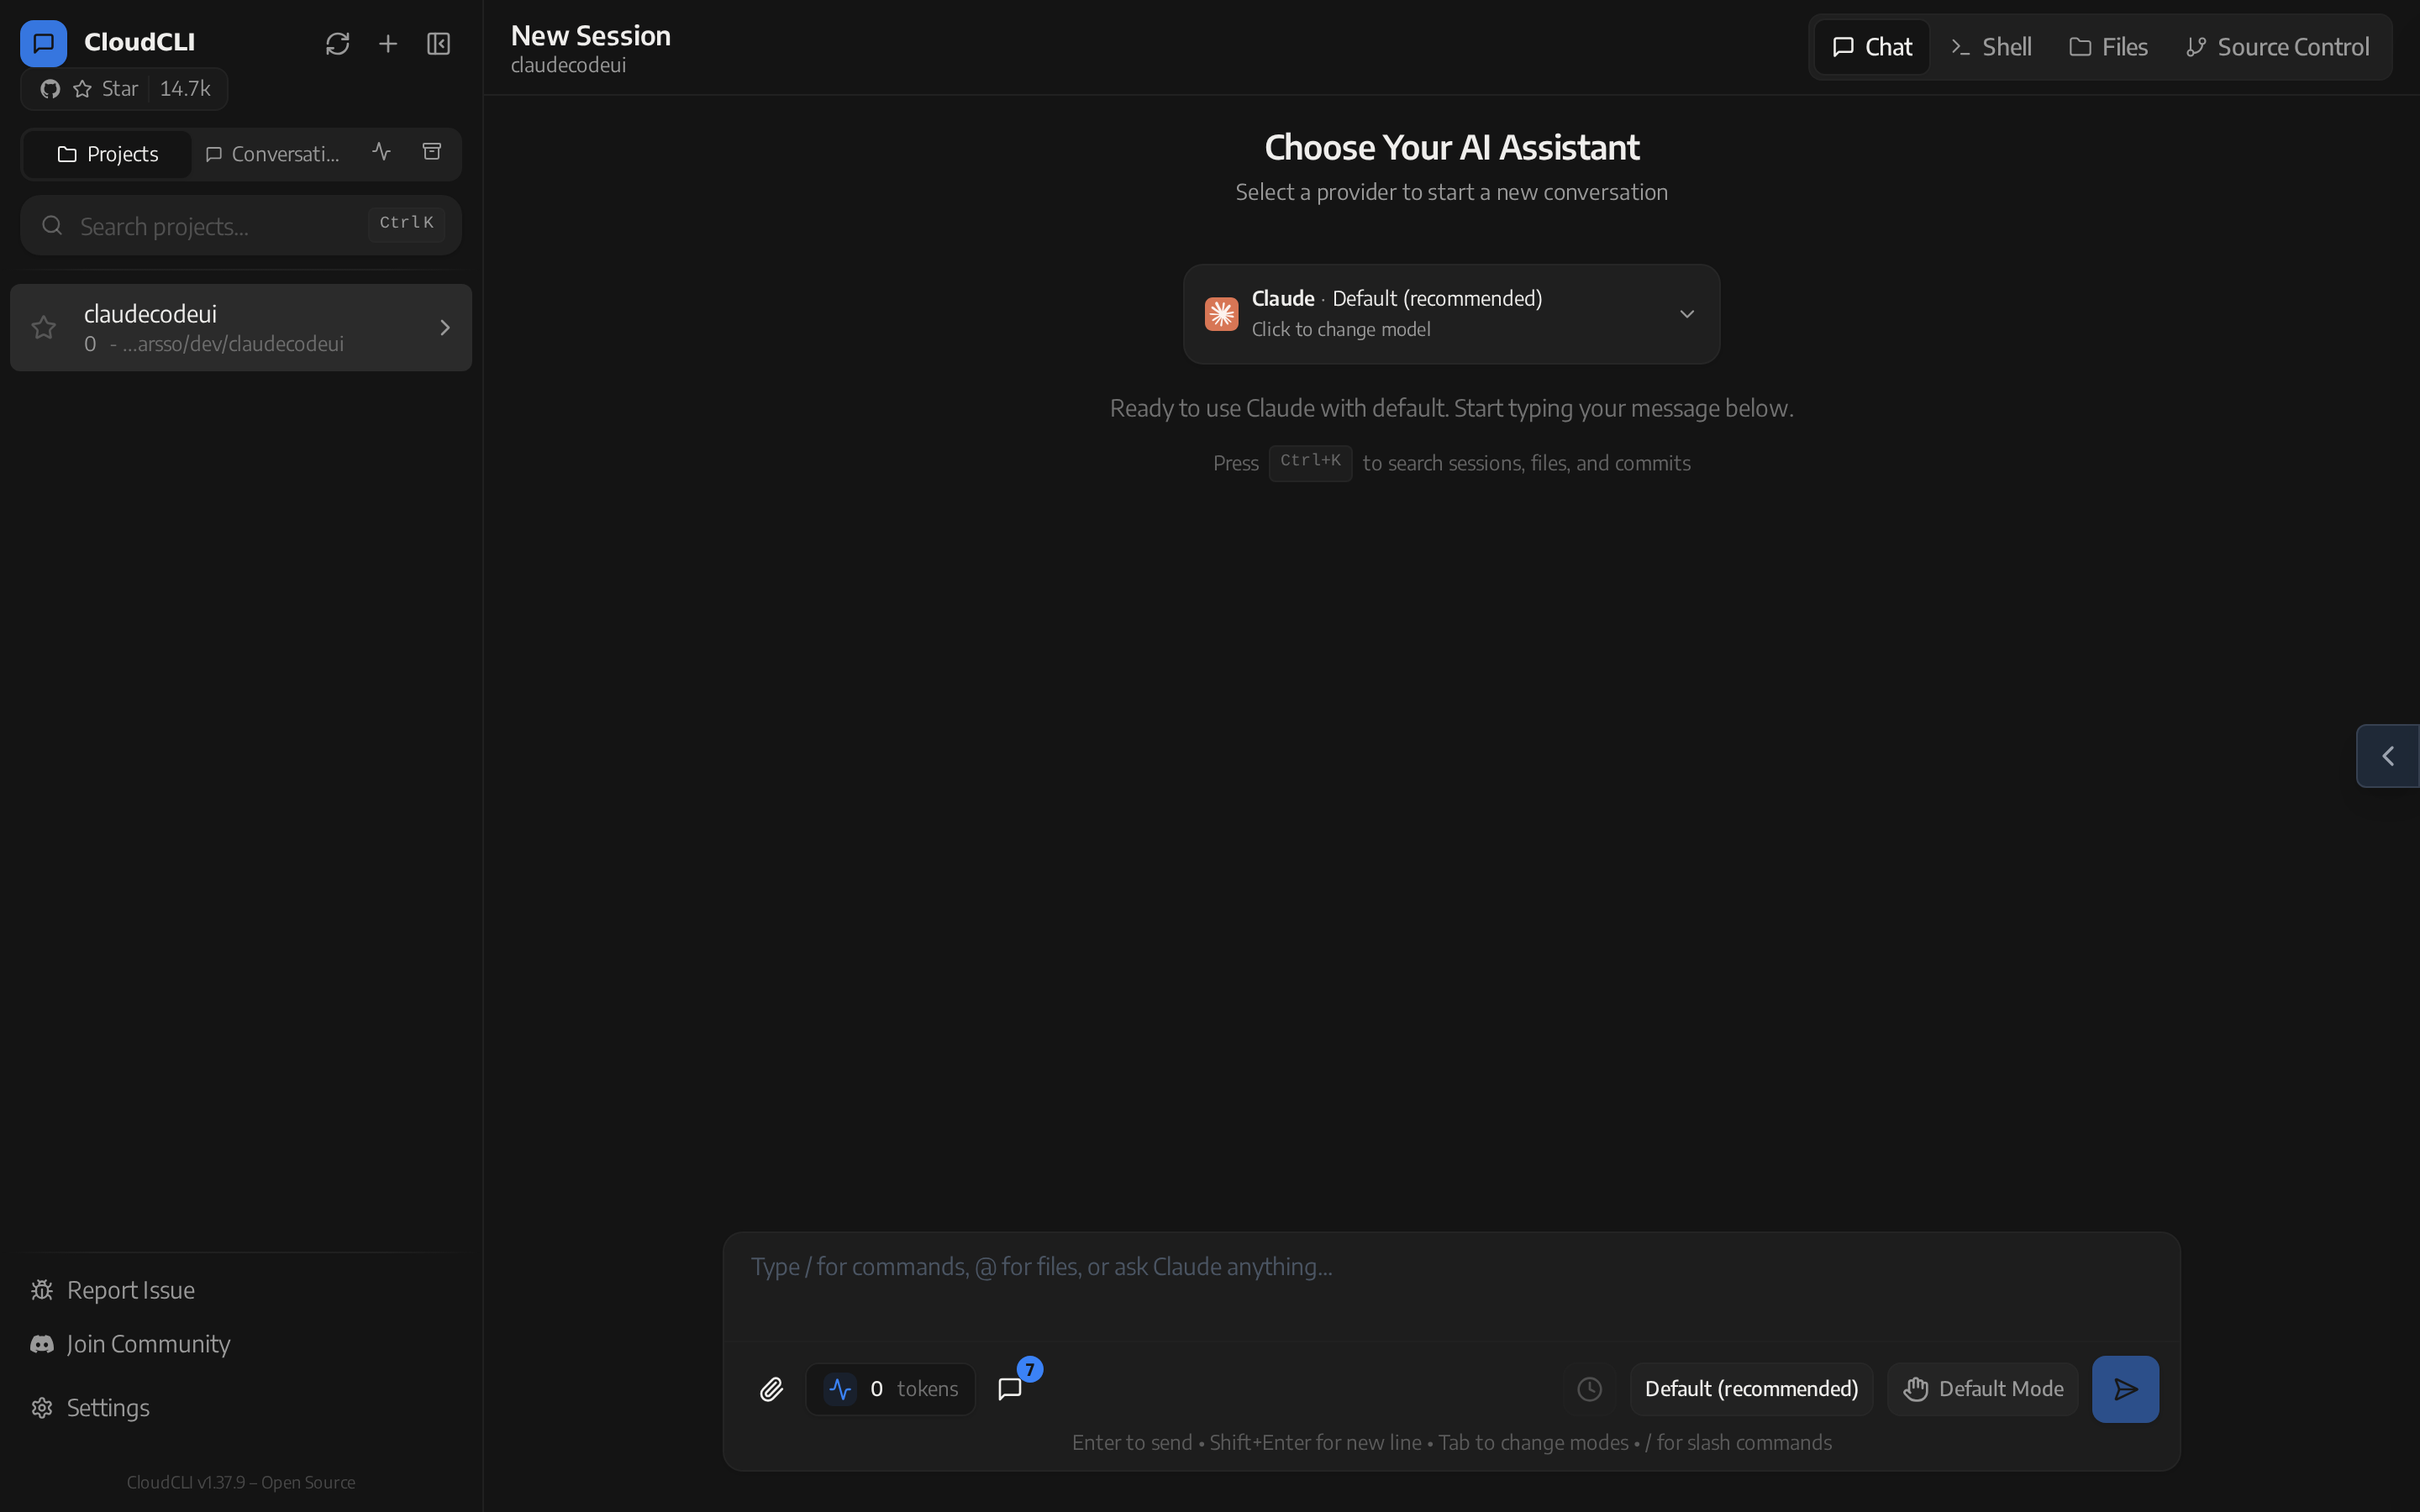 CloudCLI
Star 14.7k
Projects Conversati...
Search projects... Ctrl K
claudecodeui
0 - ...arsso/dev/claudecodeui
Report Issue
Join Community
Settings
CloudCLI v1.37.9 – Open Source
New Session
claudecodeui
Chat Shell Files Source Control
Choose Your AI Assistant
Select a provider to start a new conversation
Claude · Default (recommended)
Click to change model
Ready to use Claude with default. Start typing your message below.
Press Ctrl+K to search sessions, files, and commits
Type / for commands, @ for files, or ask Claude anything...
0 tokens 7 Default (recommended) Default Mode
Enter to send • Shift+Enter for new line • Tab to change modes • / for slash commands